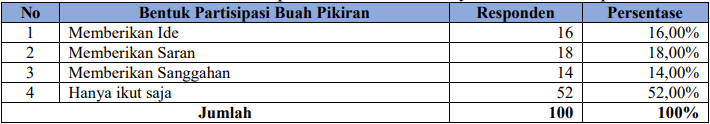 No Bentuk Partisipasi Buah Pikiran Responden Persentase
1 Memberikan Ide 16 16,00%
2 Memberikan Saran 18 18,00%
3 Memberikan Sanggahan 14 14,00%
4 Hanya ikut saja 52 52,00%
Jumlah 100 100%